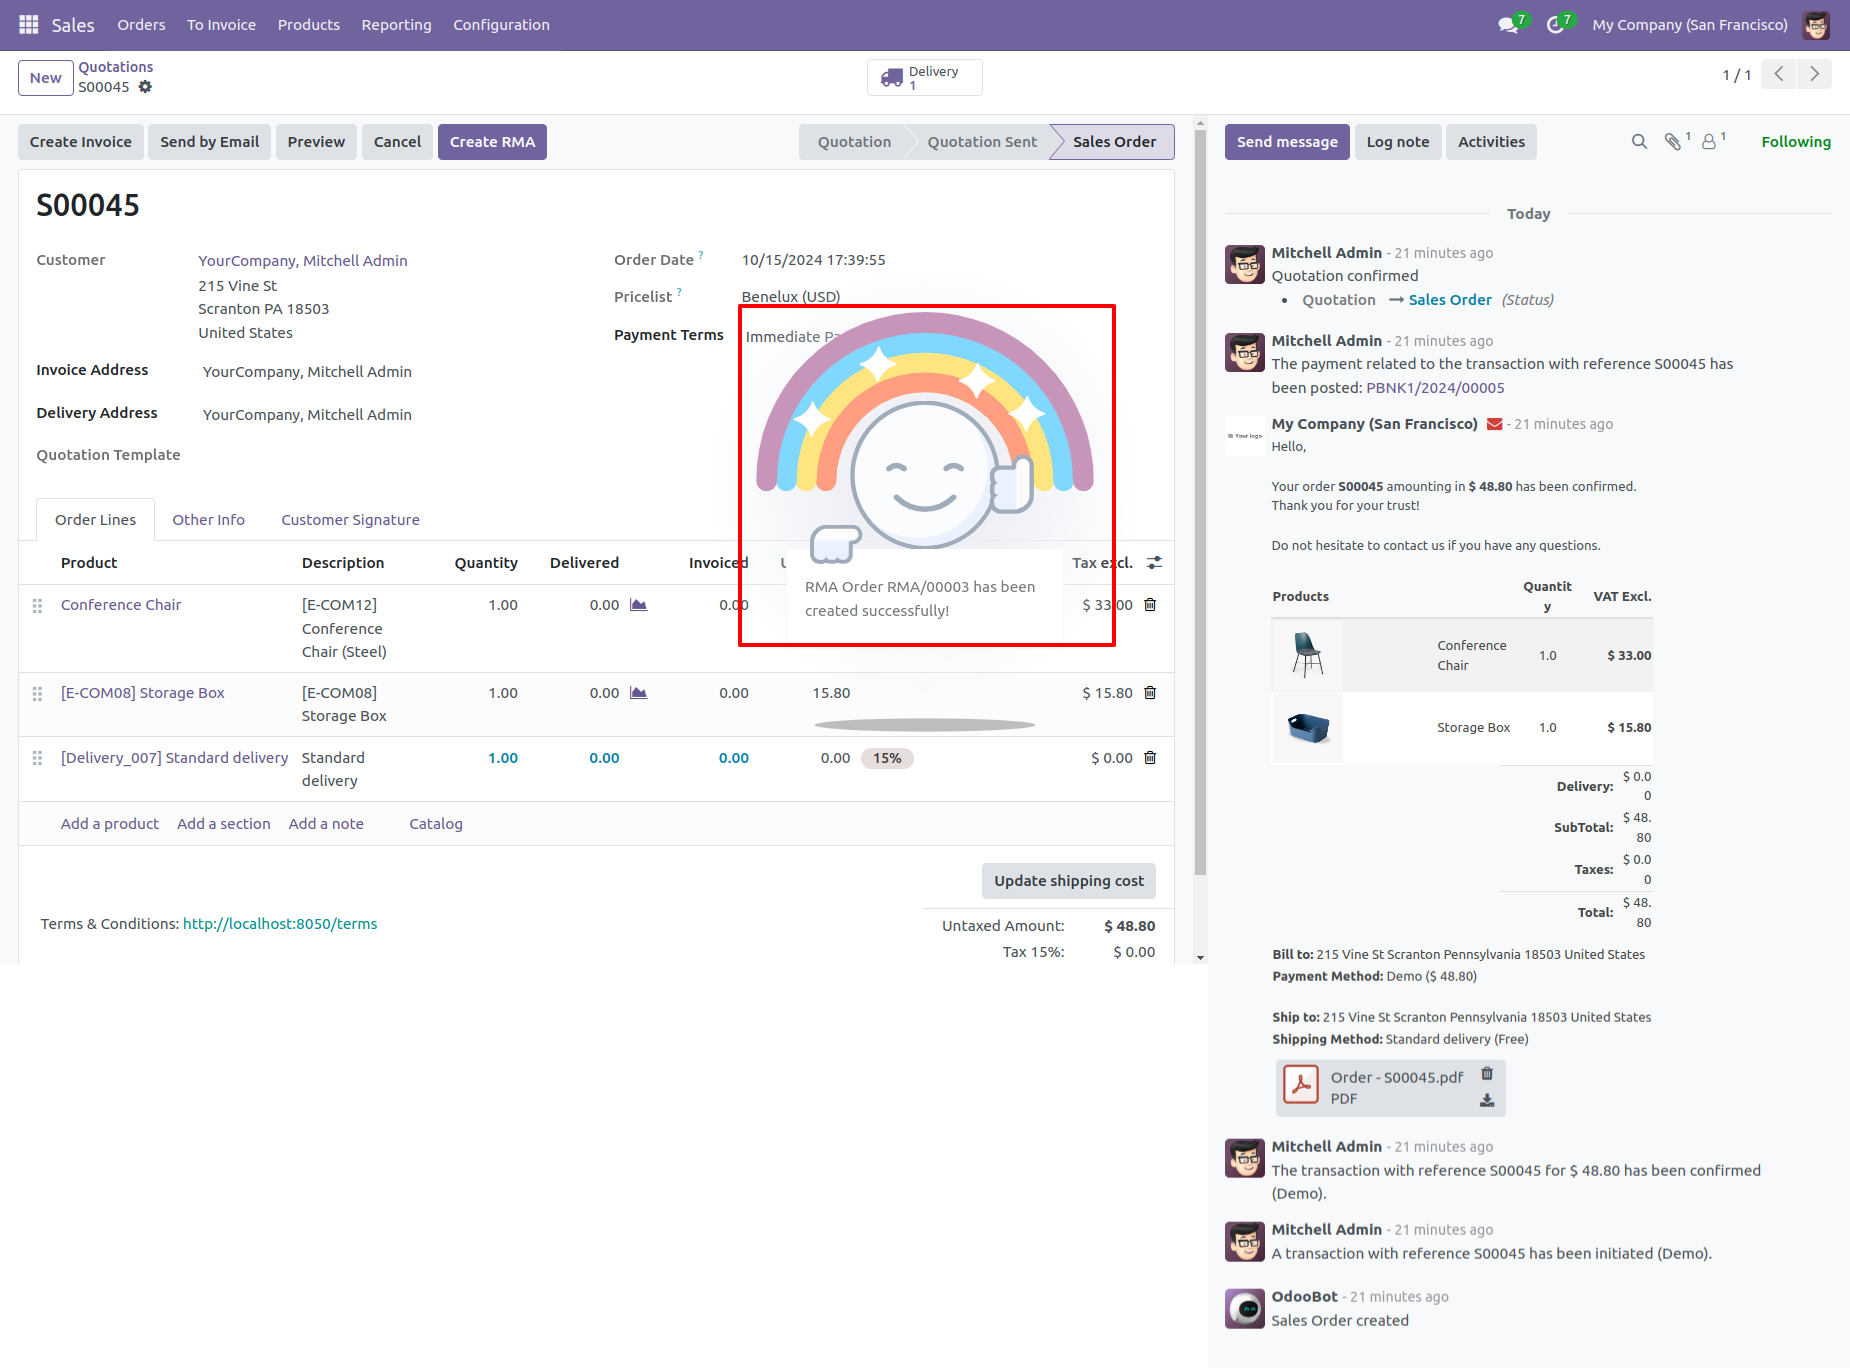 Sales Orders To Invoice Products Reporting Configuration 7 7 My Company (San Francisco)
New Quotations
S00045
Delivery
1
1 / 1
Create Invoice Send by Email Preview Cancel Create RMA Quotation Quotation Sent Sales Order
S00045
Customer YourCompany, Mitchell Admin
215 Vine St
Scranton PA 18503
United States
Order Date ? 10/15/2024 17:39:55
Pricelist ? Benelux (USD)
Payment Terms Immediate
Invoice Address YourCompany, Mitchell Admin
Delivery Address YourCompany, Mitchell Admin
Quotation Template
Order Lines Other Info Customer Signature
Product Description Quantity Delivered Invoiced Tax excl.
Conference Chair [E-COM12] 1.00 0.00 0.00 $ 33.00
Conference
Chair (Steel)
RMA Order RMA/00003 has been
created successfully!
[E-COM08] Storage Box [E-COM08] 1.00 0.00 0.00 15.80 $ 15.80
Storage Box
[Delivery_007] Standard delivery Standard 1.00 0.00 0.00 0.00 15% $ 0.00
delivery
Add a product Add a section Add a note Catalog
Update shipping cost
Terms & Conditions: http://localhost:8050/terms
Untaxed Amount: $ 48.80
Tax 15%: $ 0.00
Send message Log note Activities 1 1 Following
Today
Mitchell Admin - 21 minutes ago
Quotation confirmed
• Quotation → Sales Order (Status)
Mitchell Admin - 21 minutes ago
The payment related to the transaction with reference S00045 has
been posted: PBNK1/2024/00005
Your logo
My Company (San Francisco) - 21 minutes ago
Hello,
Your order S00045 amounting in $ 48.80 has been confirmed.
Thank you for your trust!
Do not hesitate to contact us if you have any questions.
Products Quantit VAT Excl.
y
Conference 1.0 $ 33.00
Chair
Storage Box 1.0 $ 15.80
Delivery: $ 0.0
0
SubTotal: $ 48.
80
Taxes: $ 0.0
0
Total: $ 48.
80
Bill to: 215 Vine St Scranton Pennsylvania 18503 United States
Payment Method: Demo ($ 48.80)
Ship to: 215 Vine St Scranton Pennsylvania 18503 United States
Shipping Method: Standard delivery (Free)
Order - S00045.pdf
PDF
Mitchell Admin - 21 minutes ago
The transaction with reference S00045 for $ 48.80 has been confirmed
(Demo).
Mitchell Admin - 21 minutes ago
A transaction with reference S00045 has been initiated (Demo).
OdooBot - 21 minutes ago
Sales Order created